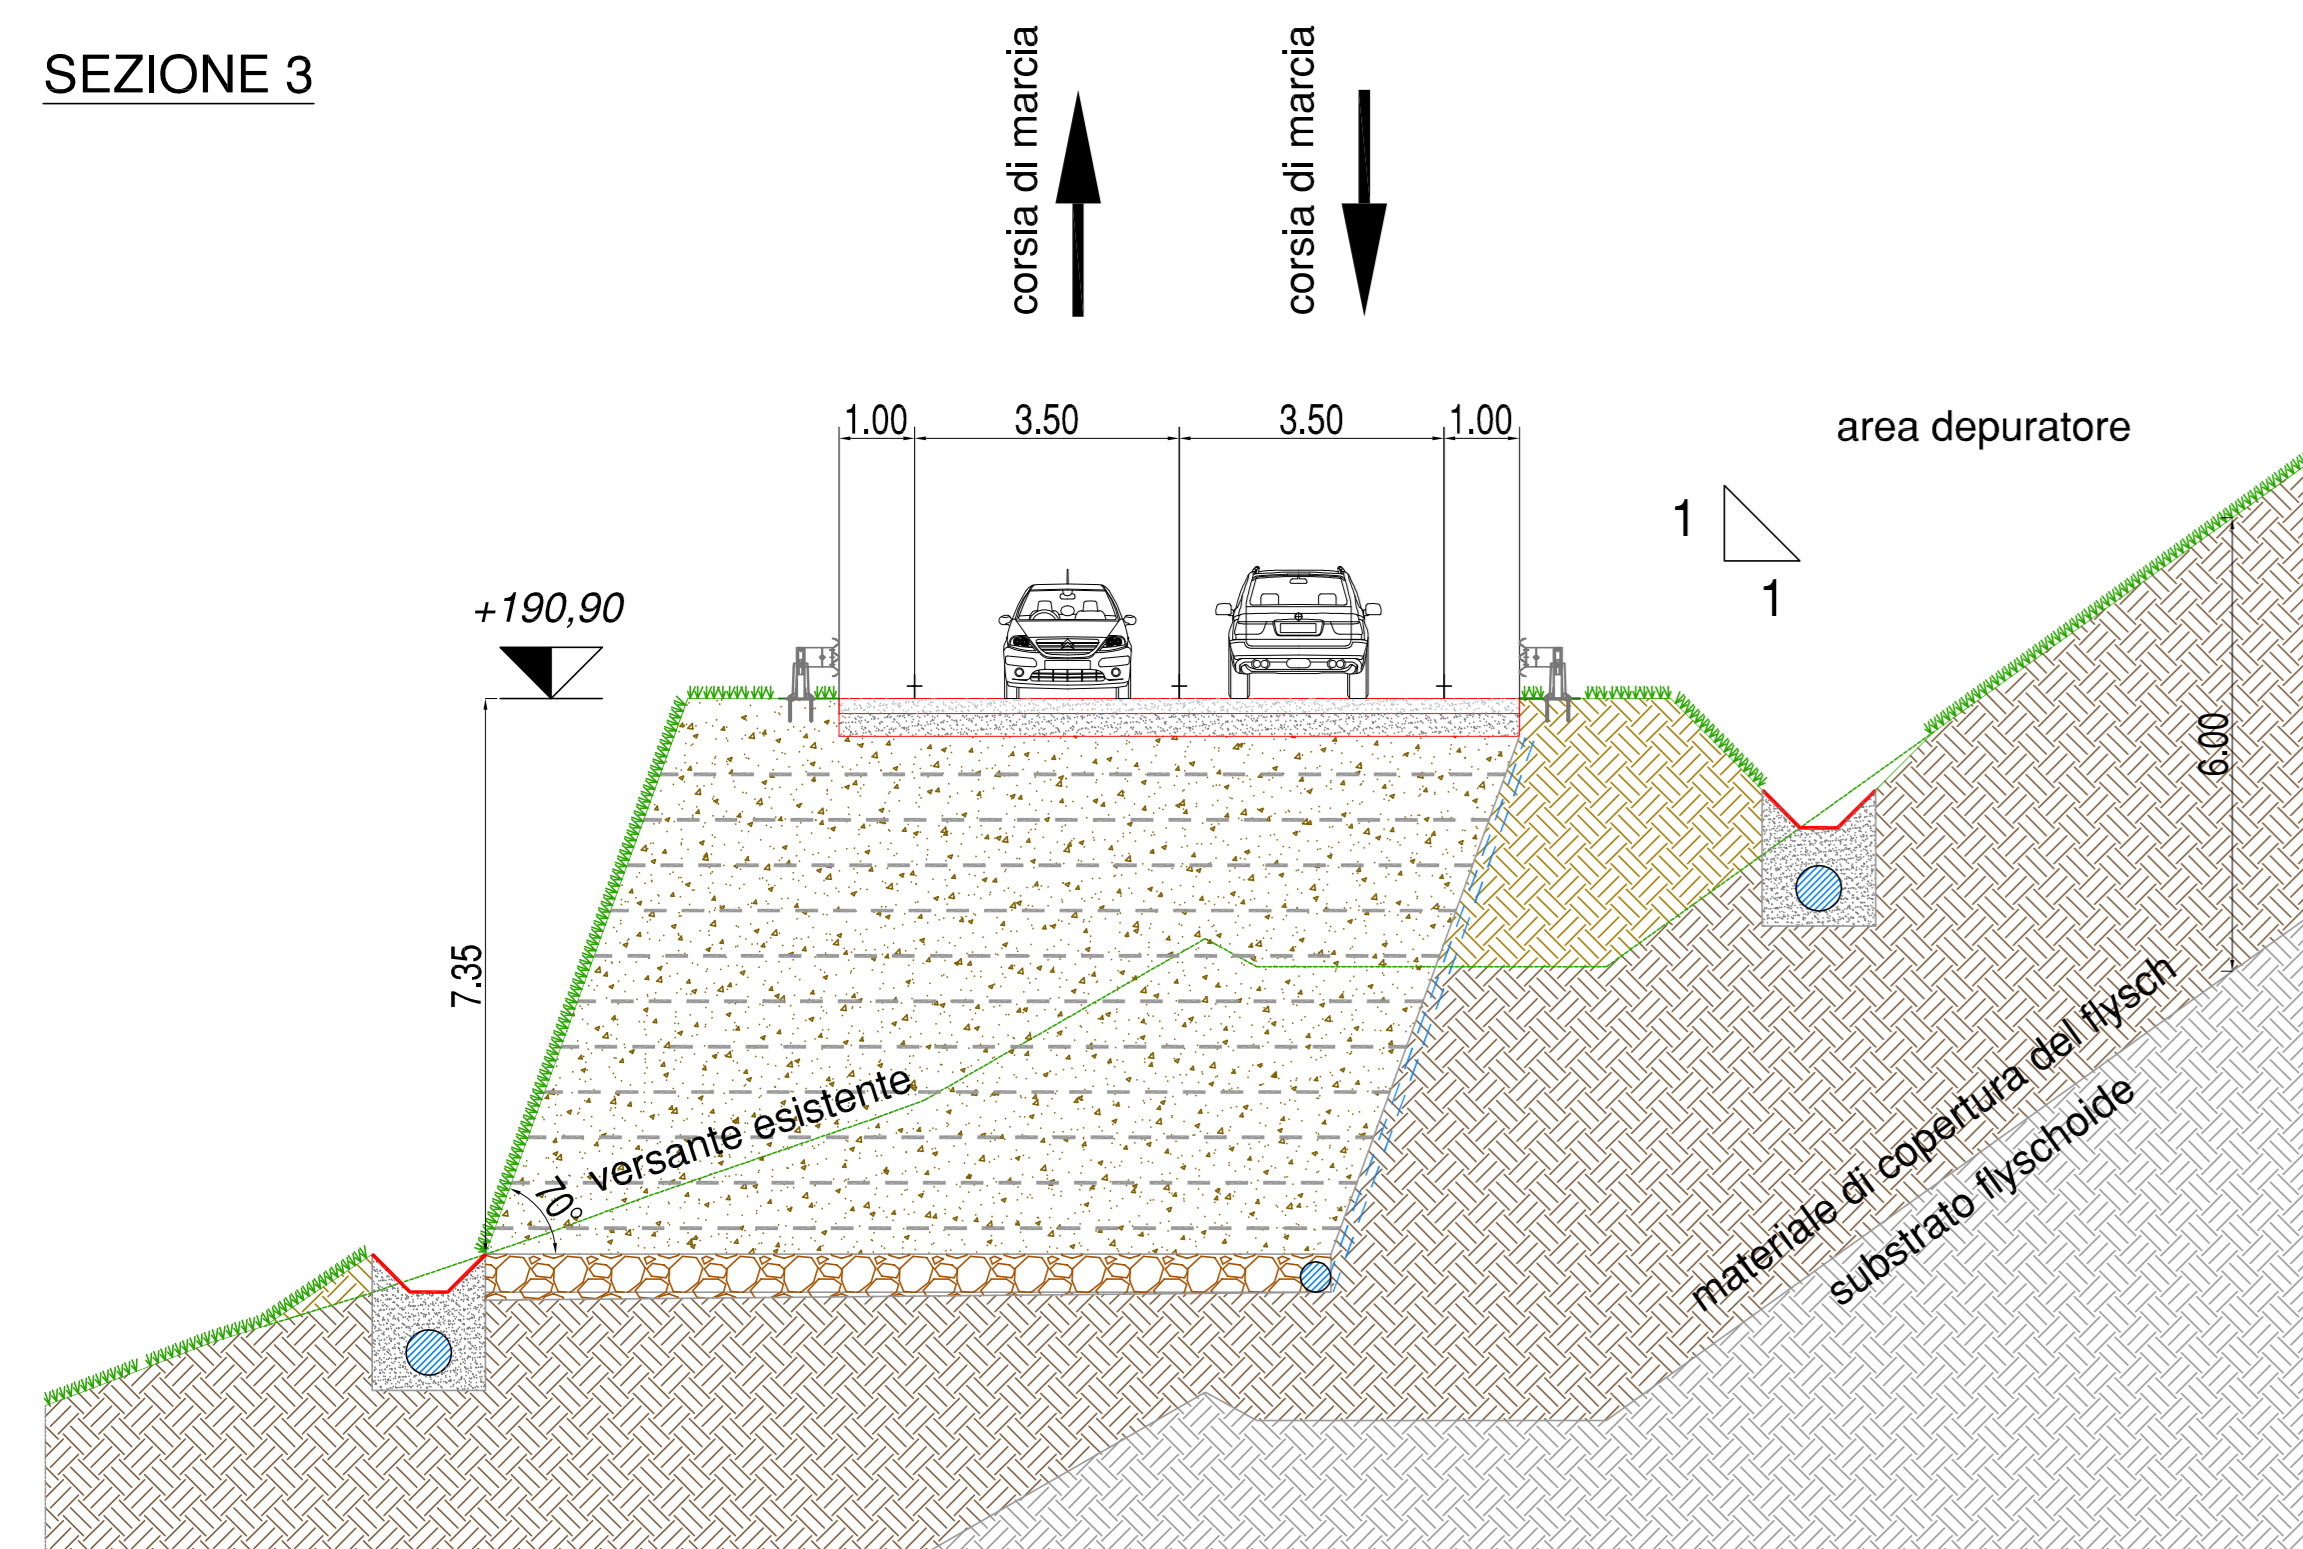 SEZIONE 3
corsia di marcia
corsia di marcia
1.00
3.50
3.50
1.00
area depuratore
1
1
+190,90
6.00
7.35
versante esistente
70°
materiale di copertura del flysch
substrato flyschoide